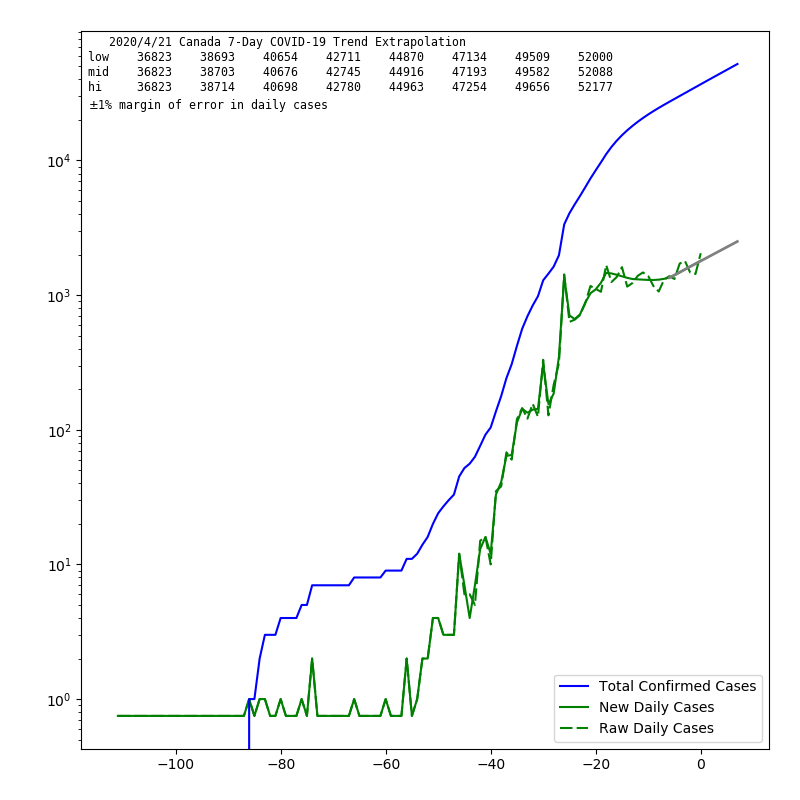 2020/4/21 Canada 7-Day COVID-19 Trend Extrapolation
low 36823 38693 40654 42711 44870 47134 49509 52000
mid 36823 38703 40676 42745 44916 47193 49582 52088
hi 36823 38714 40698 42780 44963 47254 49656 52177
±1% margin of error in daily cases
10⁴
10³
10²
10¹
10⁰
Total Confirmed Cases
New Daily Cases
Raw Daily Cases
−100 −80 −60 −40 −20 0